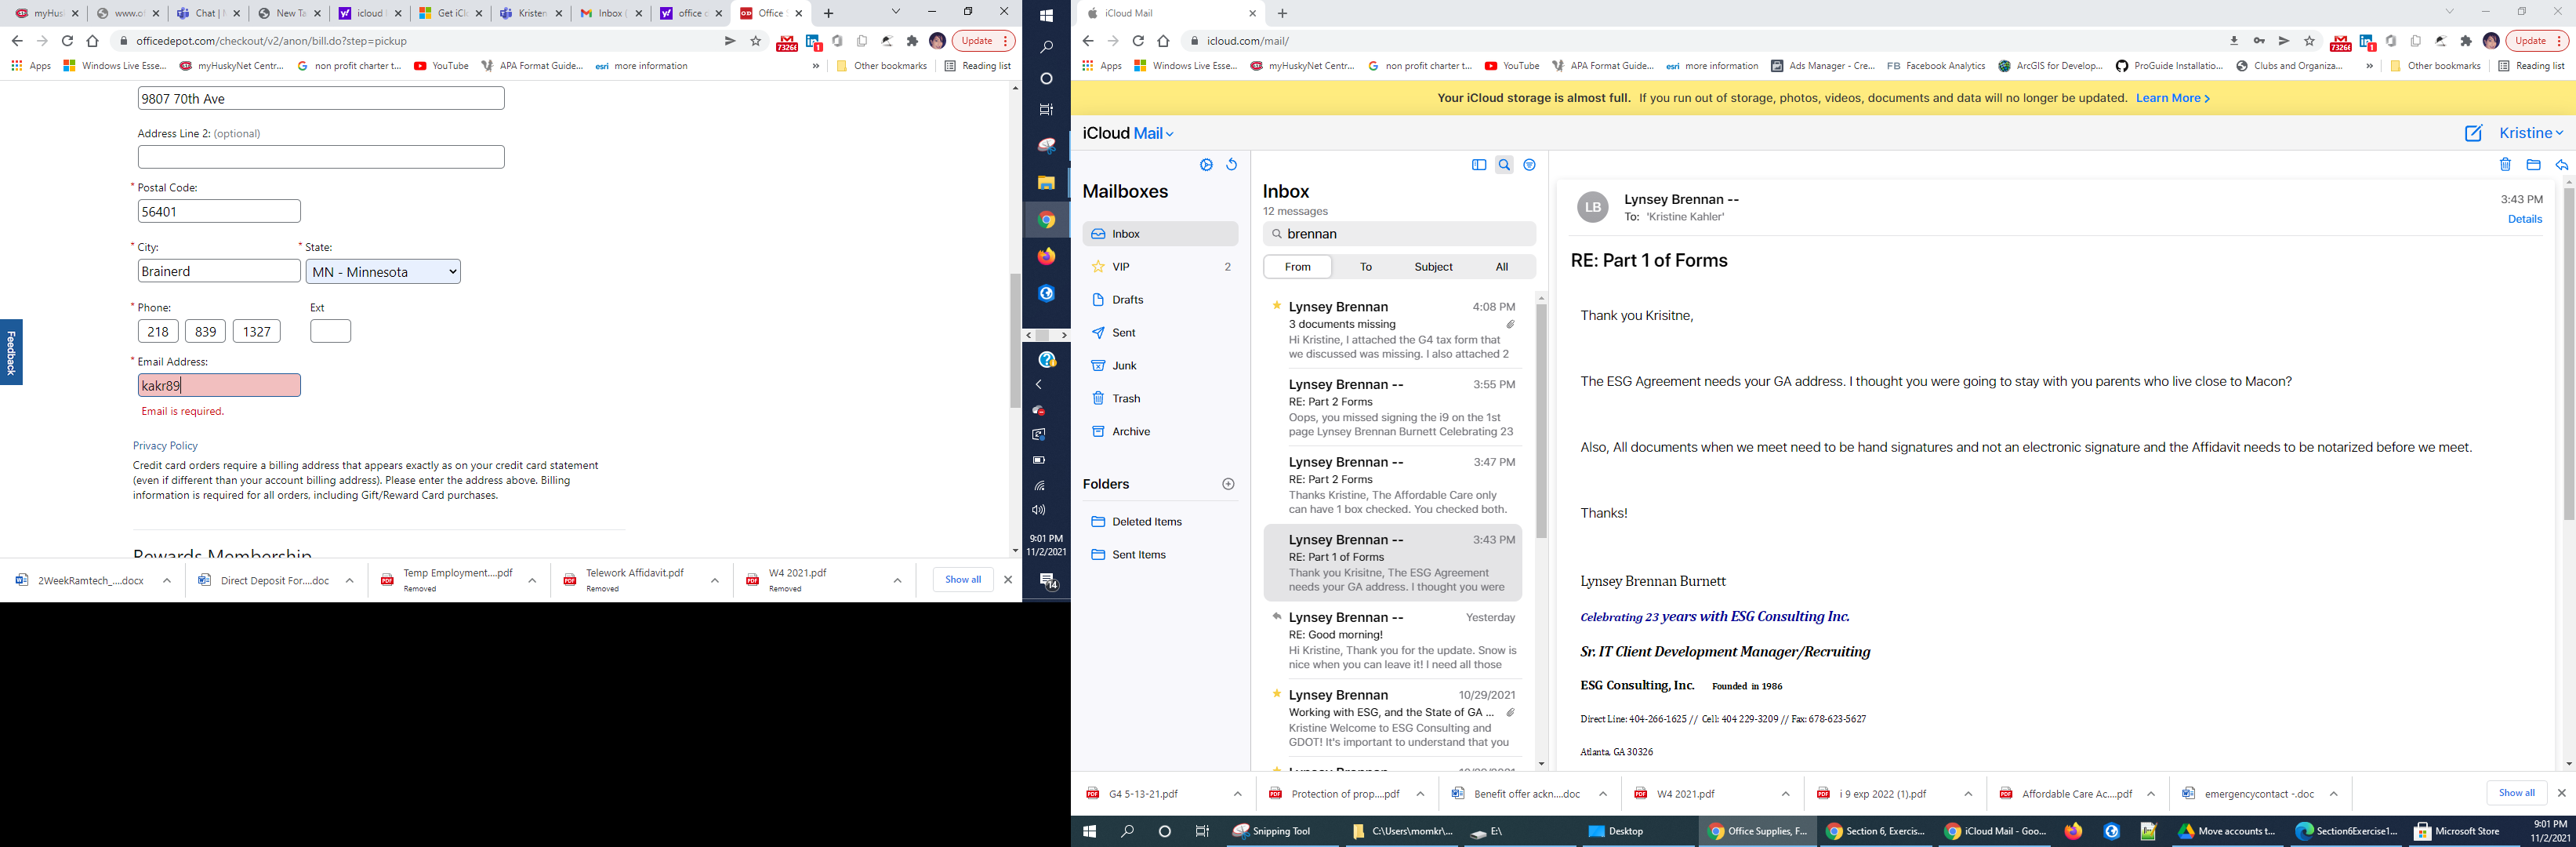 myHus
www.o
Chat | M
New Ta
icloud
Get iClo
Kristen
Inbox (
office d
Office S
officedepot.com/checkout/v2/anon/bill.do?step=pickup
Update
Apps
Windows Live Esse...
myHuskyNet Centr...
non profit charter t...
YouTube
APA Format Guide...
esri more information
»
Other bookmarks
Reading list
9807 70th Ave
Address Line 2: (optional)
* Postal Code:
56401
* City:
* State:
Brainerd
MN - Minnesota
* Phone:
Ext
218
839
1327
* Email Address:
kakr89
Email is required.
Feedback
Privacy Policy
Credit card orders require a billing address that appears exactly as on your credit card statement
(even if different than your account billing address). Please enter the address above. Billing
information is required for all orders, including Gift/Reward Card purchases.
Rewards Membership
2WeekRamtech_....docx
Direct Deposit For....doc
Temp Employment....pdf
Removed
Telework Affidavit.pdf
Removed
W4 2021.pdf
Removed
Show all
9:01 PM
11/2/2021
14
iCloud Mail
icloud.com/mail/
Update
Apps
Windows Live Esse...
myHuskyNet Centr...
non profit charter t...
YouTube
APA Format Guide...
esri more information
Ads Manager - Cre...
FB Facebook Analytics
ArcGIS for Develop...
ProGuide Installatio...
Clubs and Organiza...
»
Other bookmarks
Reading list
Your iCloud storage is almost full. If you run out of storage, photos, videos, documents and data will no longer be updated. Learn More >
iCloud Mail
Kristine
Mailboxes
Inbox
VIP
2
Drafts
Sent
Junk
Trash
Archive
Folders
Deleted Items
Sent Items
Inbox
12 messages
brennan
From
To
Subject
All
Lynsey Brennan
4:08 PM
3 documents missing
Hi Kristine, I attached the G4 tax form that
we discussed was missing. I also attached 2
Lynsey Brennan --
3:55 PM
RE: Part 2 Forms
Oops, you missed signing the i9 on the 1st
page Lynsey Brennan Burnett Celebrating 23
Lynsey Brennan --
3:47 PM
RE: Part 2 Forms
Thanks Kristine, The Affordable Care only
can have 1 box checked. You checked both.
Lynsey Brennan --
3:43 PM
RE: Part 1 of Forms
Thank you Krisitne, The ESG Agreement
needs your GA address. I thought you were
Lynsey Brennan --
Yesterday
RE: Good morning!
Hi Kristine, Thank you for the update. Snow is
nice when you can leave it! I need all those
Lynsey Brennan
10/29/2021
Working with ESG, and the State of GA ...
Kristine Welcome to ESG Consulting and
GDOT! It's important to understand that you
LB
Lynsey Brennan --
3:43 PM
To: 'Kristine Kahler'
Details
RE: Part 1 of Forms
Thank you Krisitne,
The ESG Agreement needs your GA address. I thought you were going to stay with you parents who live close to Macon?
Also, All documents when we meet need to be hand signatures and not an electronic signature and the Affidavit needs to be notarized before we meet.
Thanks!
Lynsey Brennan Burnett
Celebrating 23 years with ESG Consulting Inc.
Sr. IT Client Development Manager/Recruiting
ESG Consulting, Inc. Founded in 1986
Direct Line: 404-266-1625 // Cell: 404 229-3209 // Fax: 678-623-5627
Atlanta, GA 30326
G4 5-13-21.pdf
Protection of prop....pdf
Benefit offer ackn....doc
W4 2021.pdf
i 9 exp 2022 (1).pdf
Affordable Care Ac....pdf
emergencycontact -.doc
Show all
Snipping Tool
C:\Users\momkr\...
E:\
Desktop
Office Supplies, F...
Section 6, Exercis...
iCloud Mail - Goo...
Move accounts t...
Section6Exercise1...
Microsoft Store
9:01 PM
11/2/2021